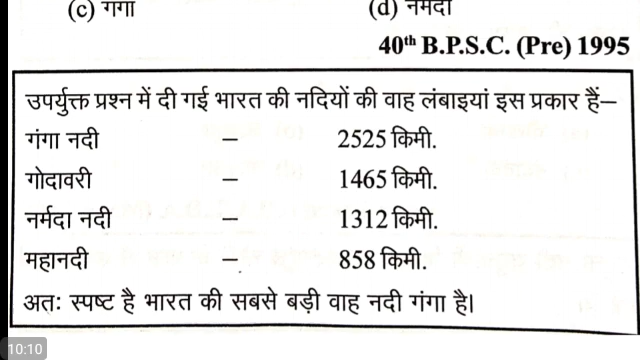 (c) गंगा (d) नर्मदा
40th B.P.S.C. (Pre) 1995
उपर्युक्त प्रश्न में दी गई भारत की नदियों की वाह लंबाइयां इस प्रकार हैं–
गंगा नदी – 2525 किमी.
गोदावरी – 1465 किमी.
नर्मदा नदी – 1312 किमी.
महानदी – 858 किमी.
अतः स्पष्ट है भारत की सबसे बड़ी वाह नदी गंगा है।
10:10